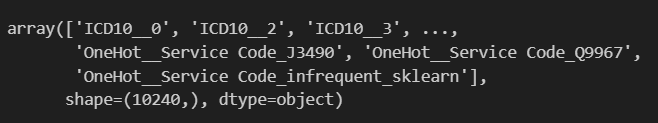 array(['ICD10__0', 'ICD10__2', 'ICD10__3', ...,
'OneHot__Service Code_J3490', 'OneHot__Service Code_Q9967',
'OneHot__Service Code_infrequent_sklearn'],
shape=(10240,), dtype=object)